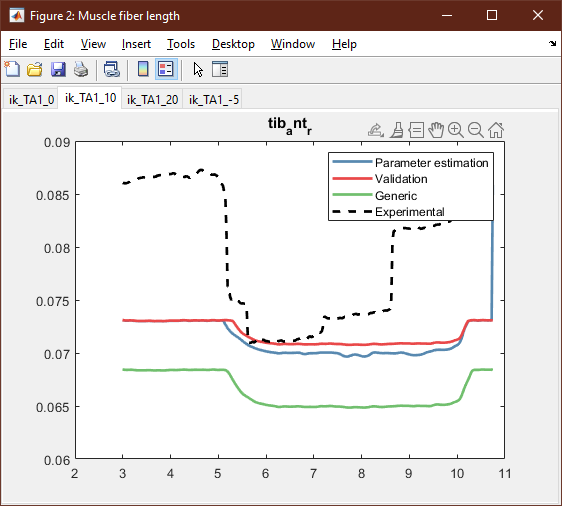 Figure 2: Muscle fiber length
File Edit View Insert Tools Desktop Window Help
ik_TA1_0 ik_TA1_10 ik_TA1_20 ik_TA1_-5
tib_ant_r
Parameter estimation
Validation
Generic
Experimental
0.09
0.085
0.08
0.075
0.07
0.065
0.06
2 3 4 5 6 7 8 9 10 11